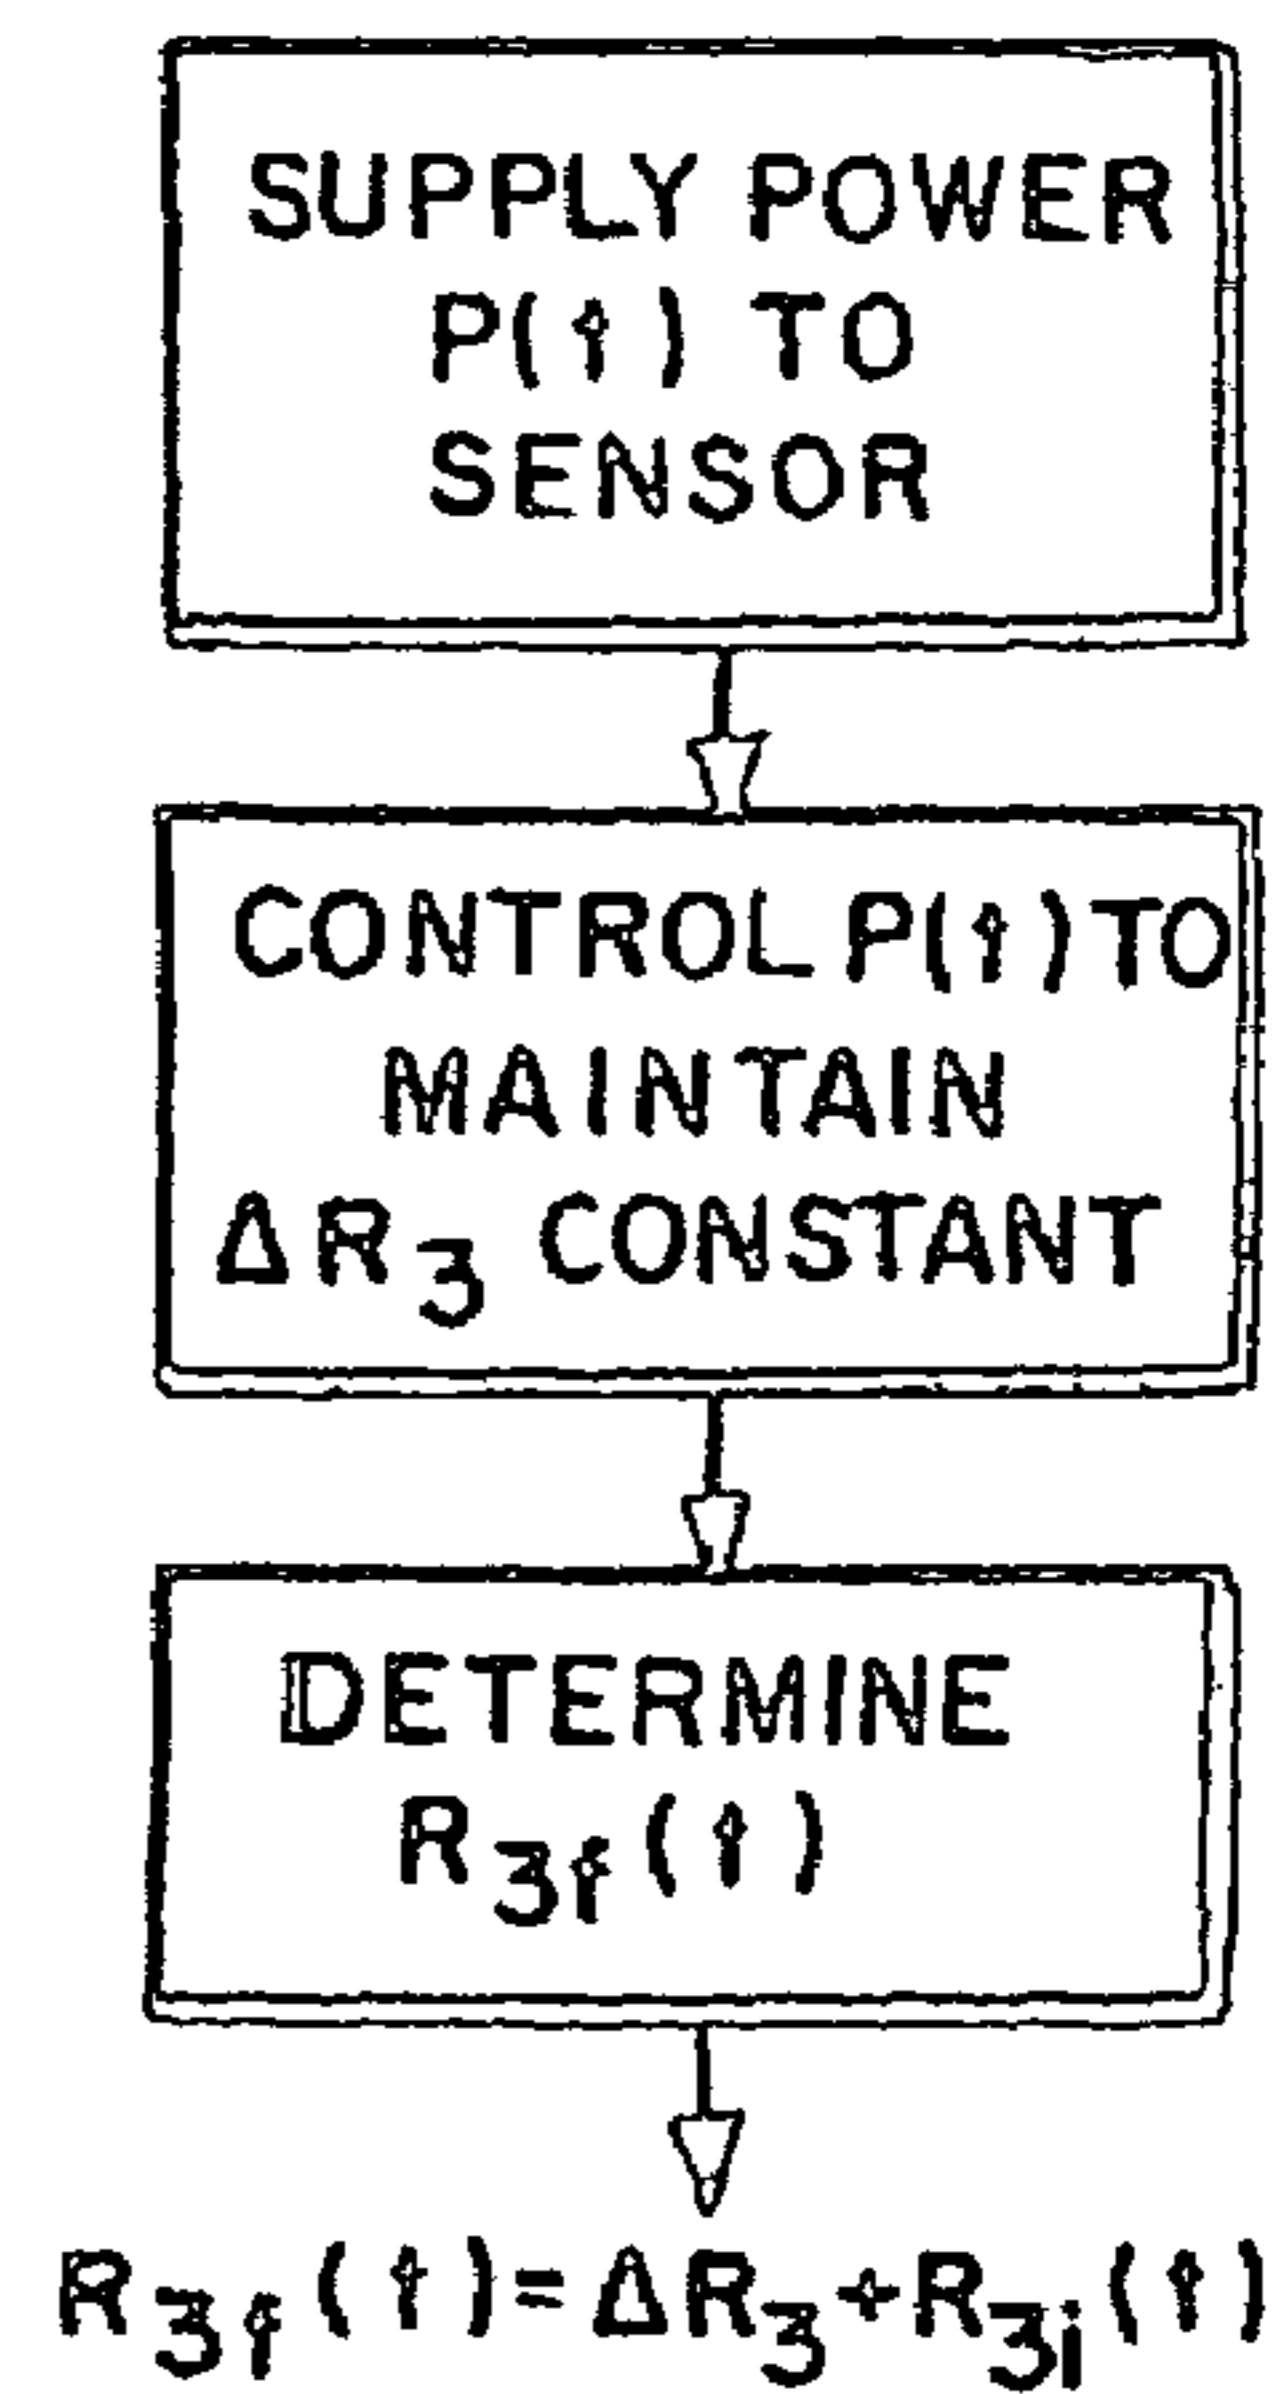 SUPPLY POWER
P(t) TO
SENSOR
CONTROL P(t) TO
MAINTAIN
ΔR3 CONSTANT
DETERMINE
R3f(t)
R3f(t)=ΔR3+R3i(t)